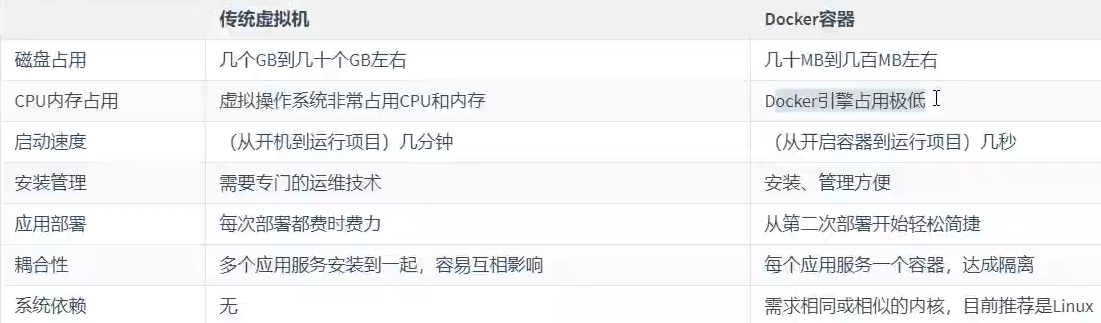 传统虚拟机 Docker容器
磁盘占用 几个GB到几十个GB左右 几十MB到几百MB左右
CPU内存占用 虚拟操作系统非常占用CPU和内存 Docker引擎占用极低
启动速度 （从开机到运行项目）几分钟 （从开启容器到运行项目）几秒
安装管理 需要专门的运维技术 安装、管理方便
应用部署 每次部署都费时费力 从第二次部署开始轻松简捷
耦合性 多个应用服务安装到一起，容易互相影响 每个应用服务一个容器，达成隔离
系统依赖 无 需求相同或相似的内核，目前推荐是Linux